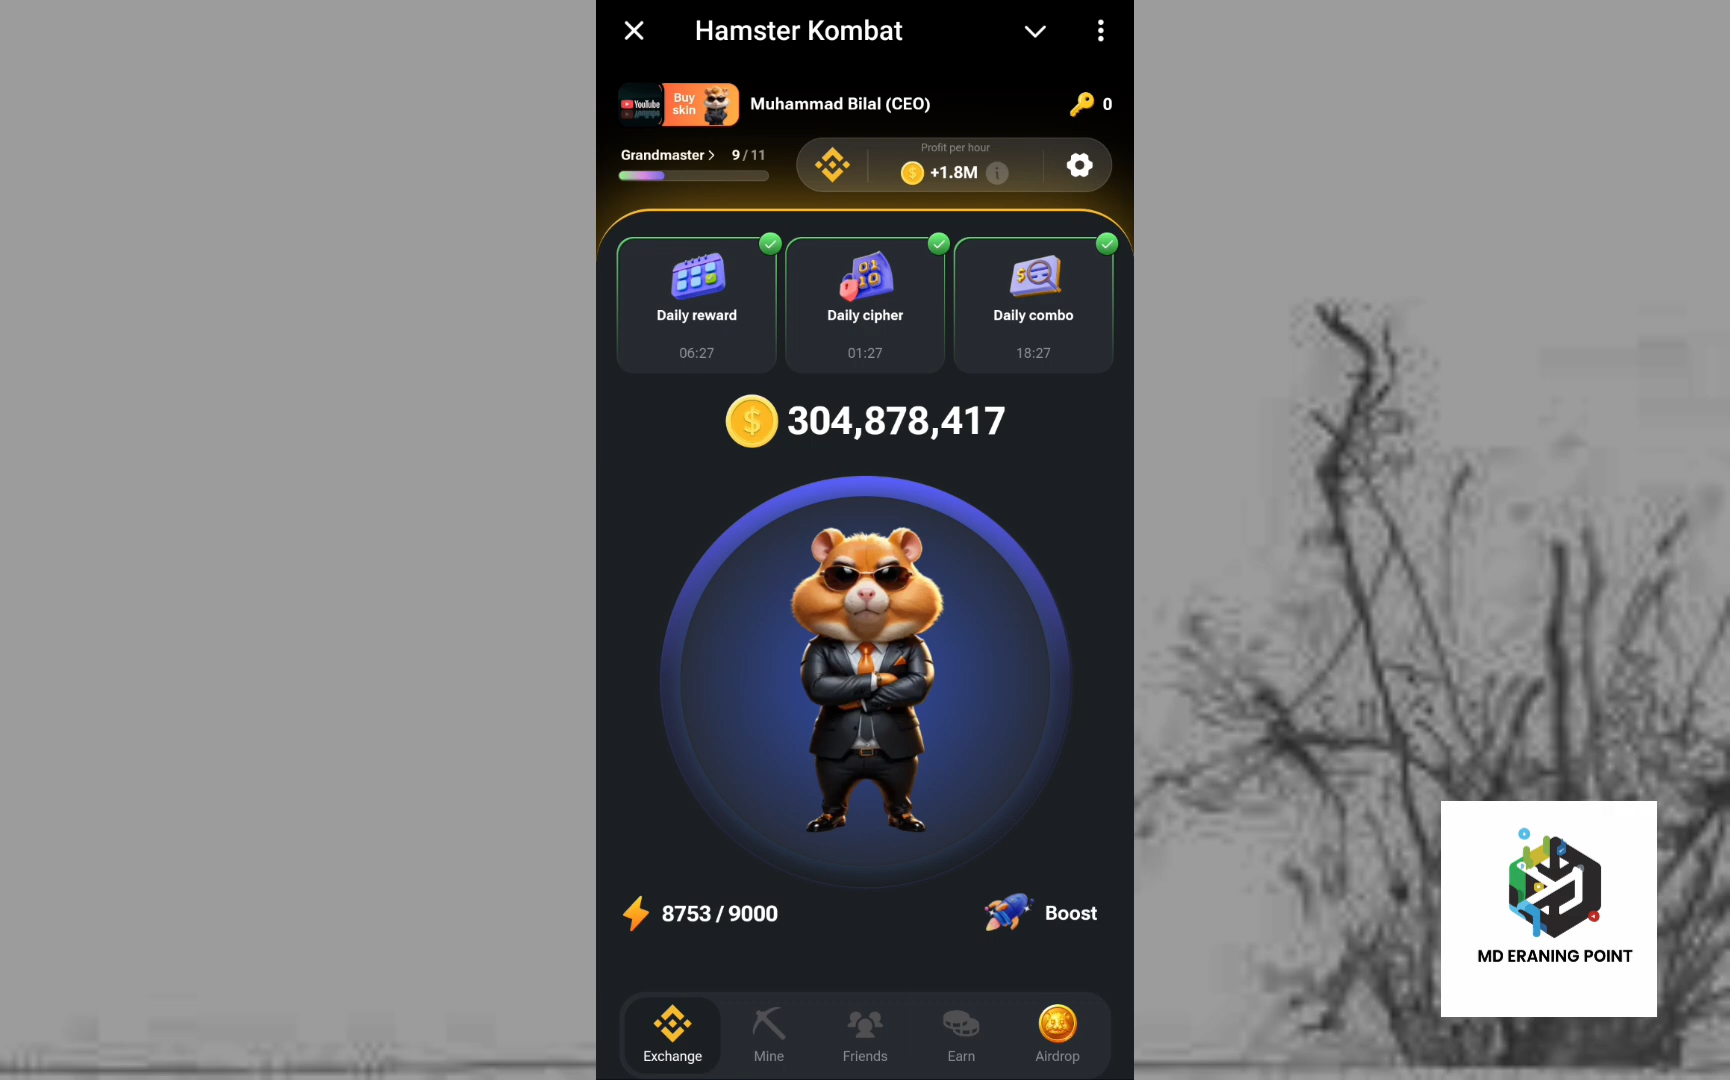 Hamster Kombat
YouTube
Buy
skin
Muhammad Bilal (CEO)
0
Grandmaster >
9 / 11
Profit per hour
$
+1.8M
i
01
10
$
Daily reward
Daily cipher
Daily combo
06:27
01:27
18:27
$
304,878,417
8753 / 9000
Boost
MD ERANING POINT
Exchange
Mine
Friends
Earn
Airdrop